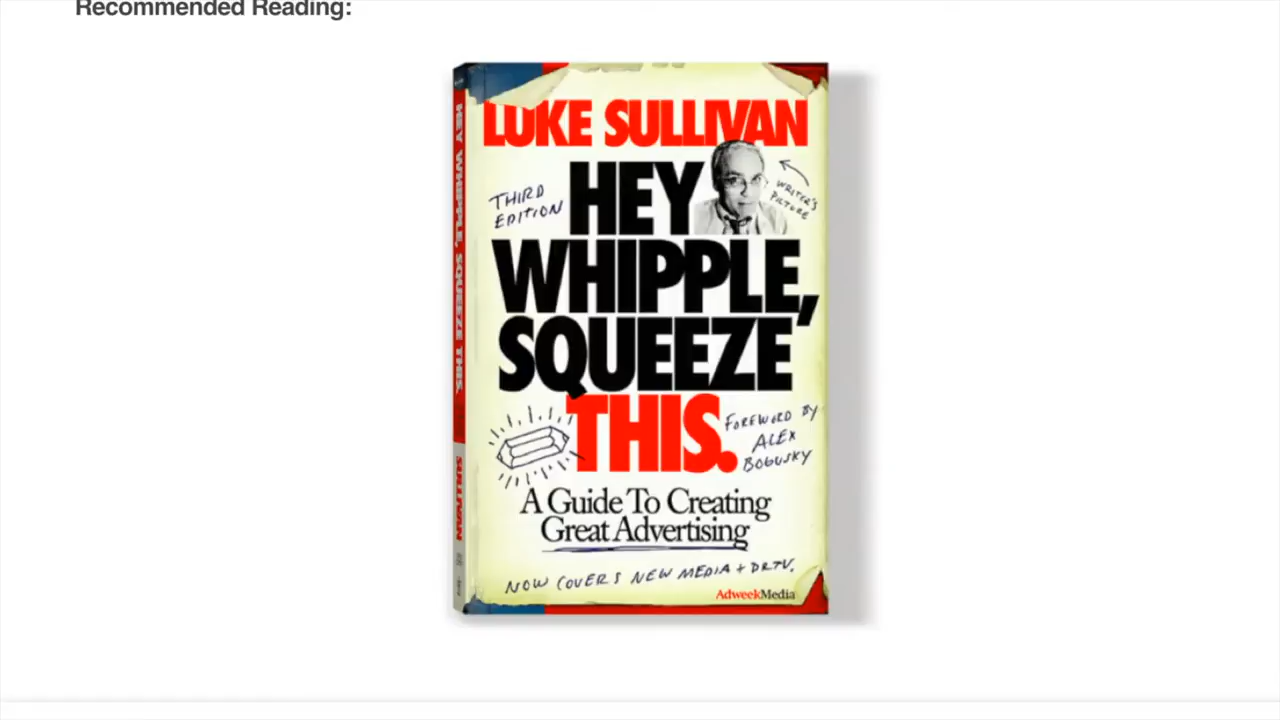 Recommended Reading:
LUKE SULLIVAN
THIRD
EDITION
HEY
WRITER'S
PICTURE
WHIPPLE,
SQUEEZE
THIS.
FOREWORD BY
ALEX
BOGUSKY
A Guide To Creating
Great Advertising
NOW COVERS NEW MEDIA + DRTV.
AdweekMedia
HEY WHIPPLE, SQUEEZE THIS.
SULLIVAN